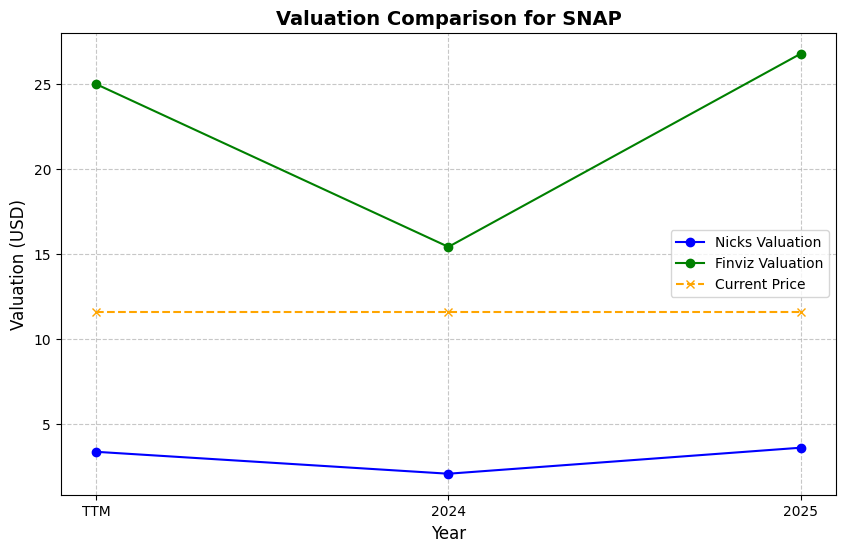 Valuation Comparison for SNAP
Valuation (USD)
25
20
15
10
5
Nicks Valuation
Finviz Valuation
Current Price
TTM
2024
2025
Year